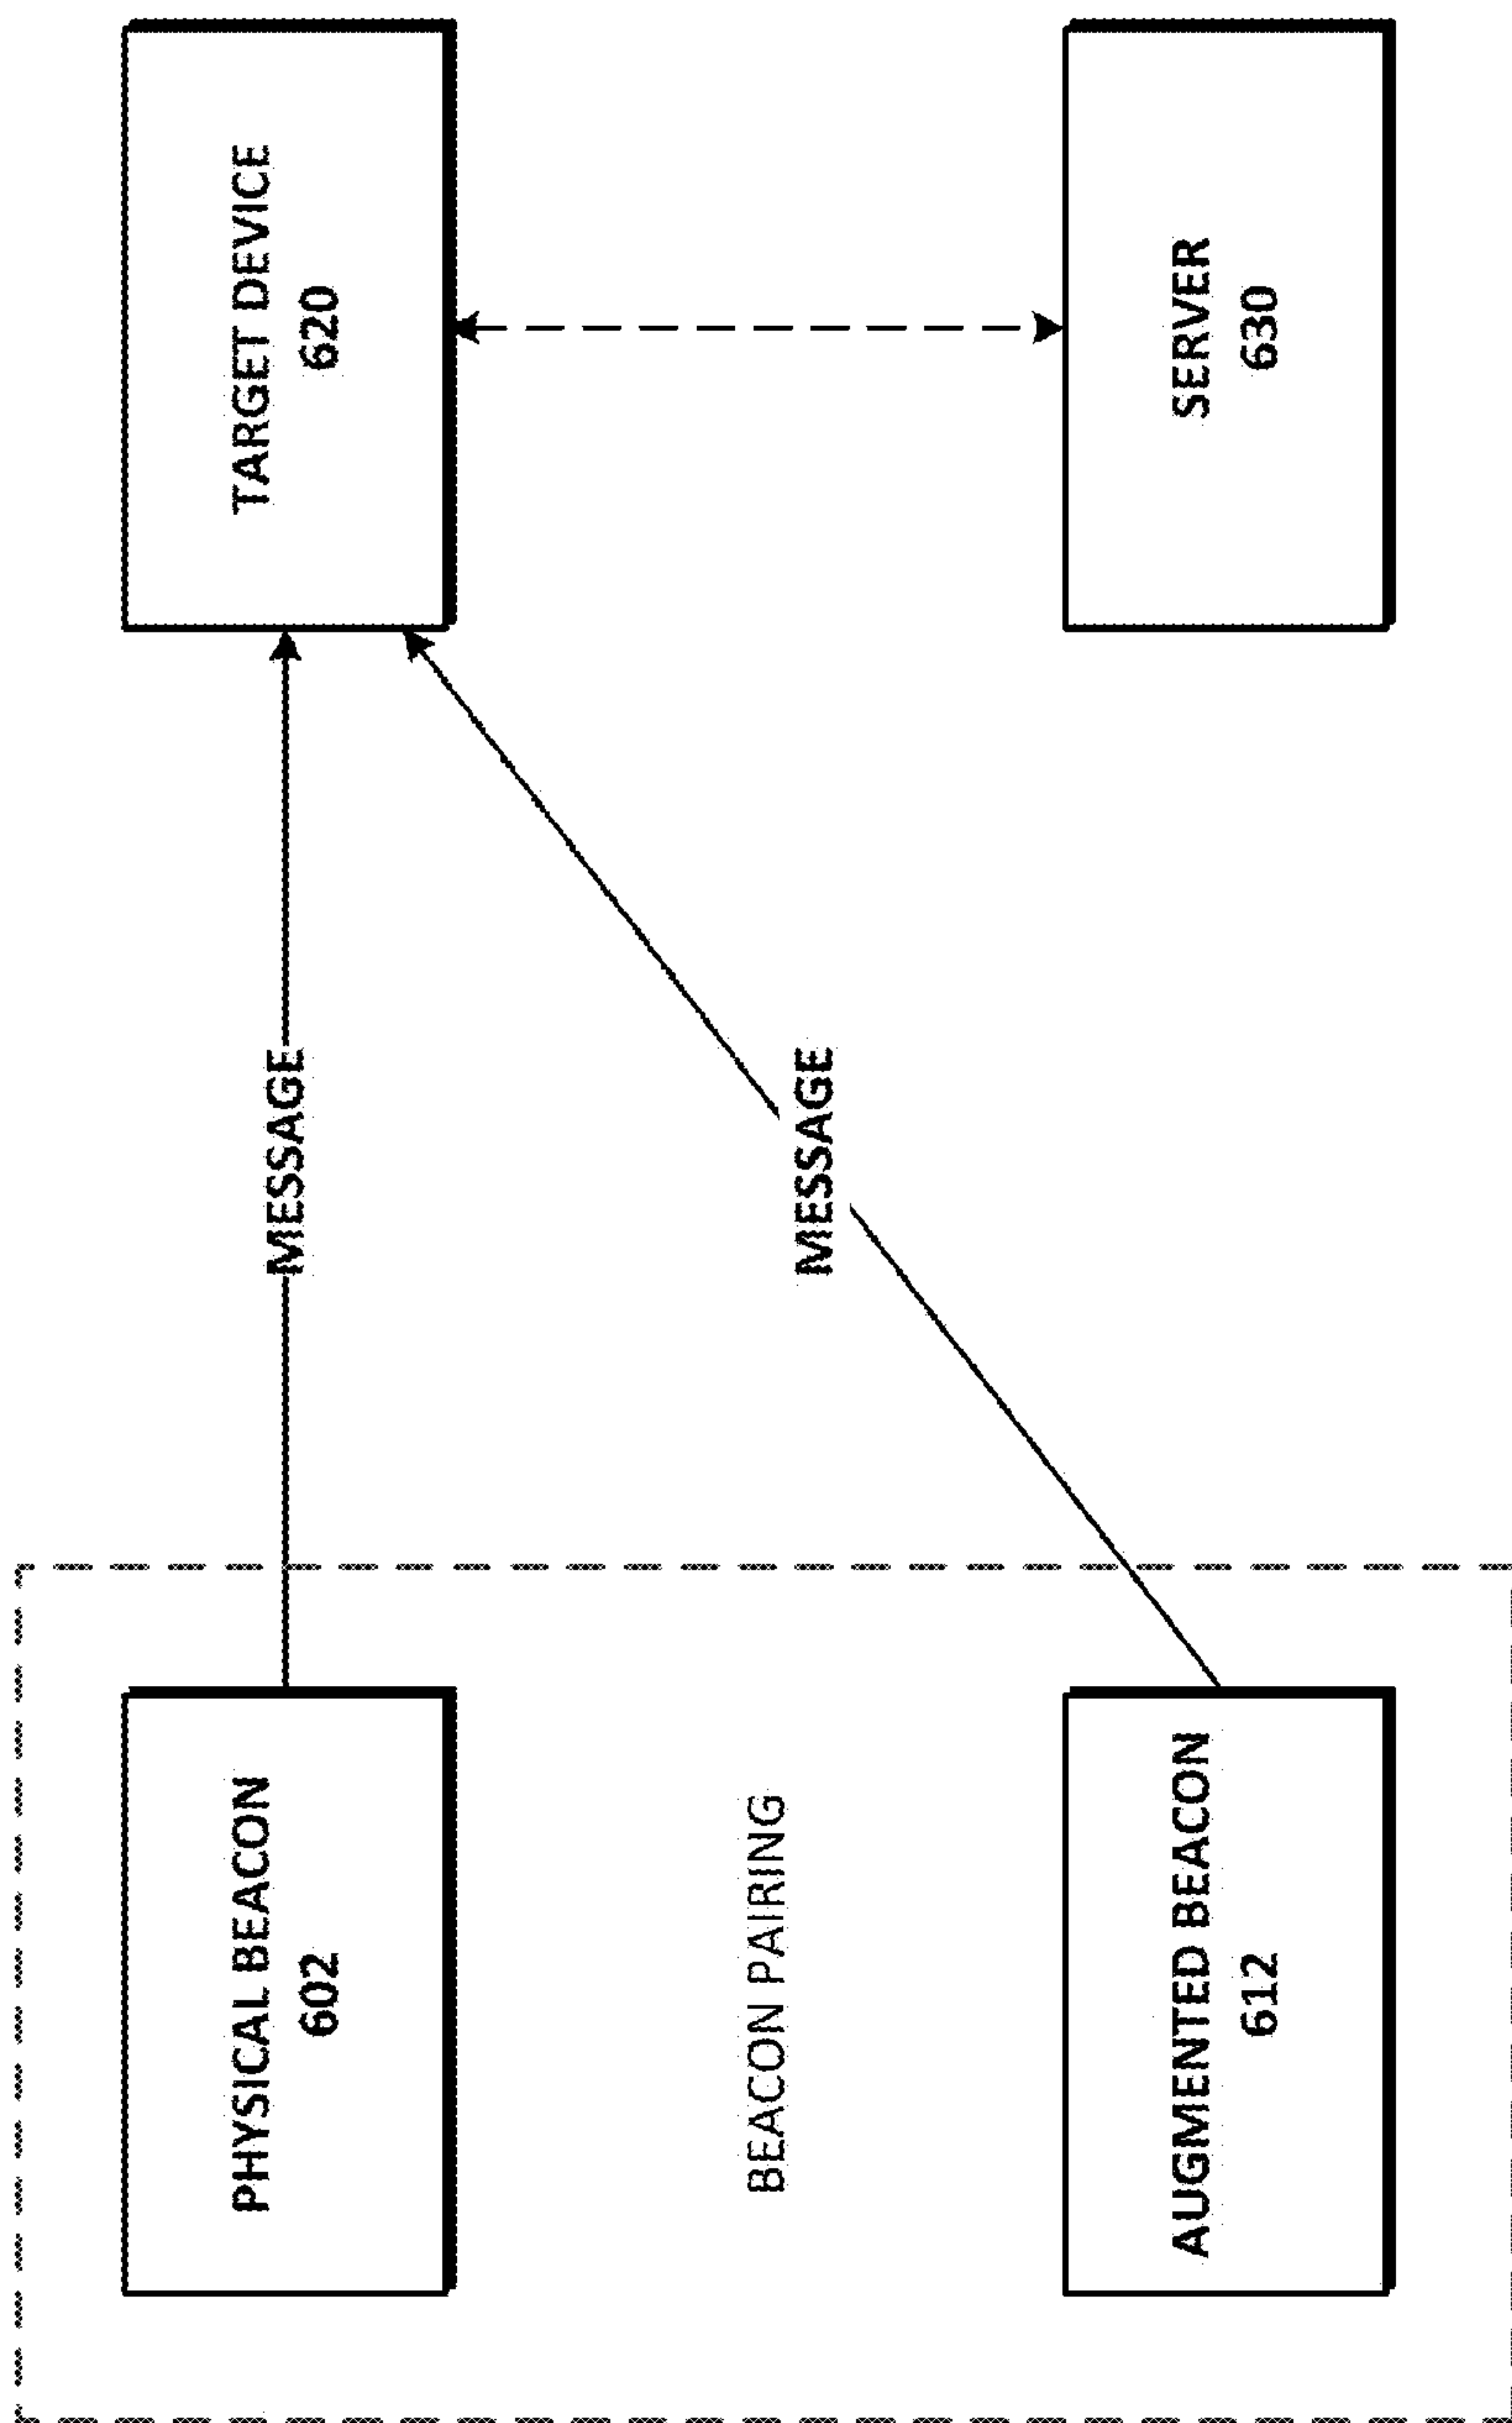 PHYSICAL BEACON
602
MESSAGE
TARGET DEVICE
620
BEACON PAIRING
MESSAGE
AUGMENTED BEACON
612
SERVER
630